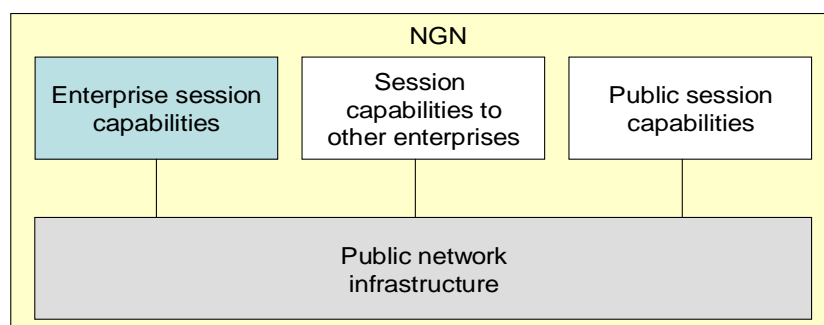 NGN
Enterprise session
capabilities
Session
capabilities to
other enterprises
Public session
capabilities
Public network
infrastructure